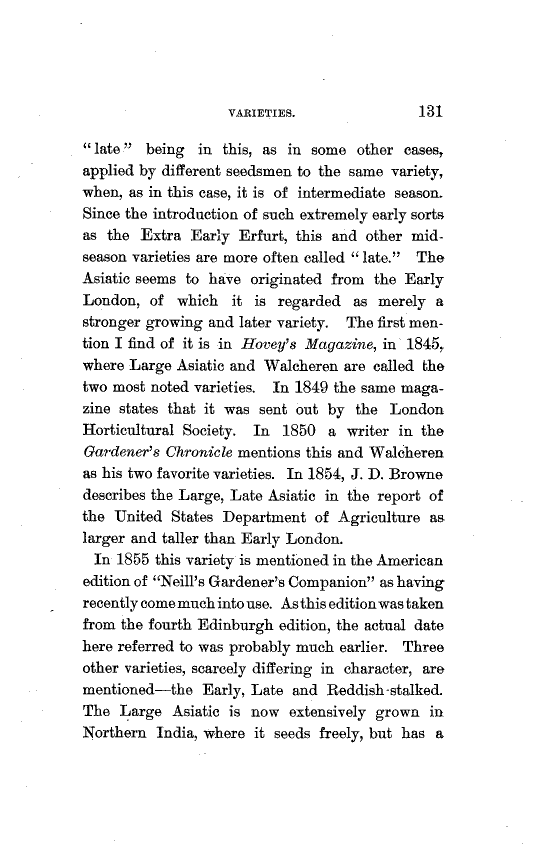 VARIETIES. 131
"late" being in this, as in some other cases,
applied by different seedsmen to the same variety,
when, as in this case, it is of intermediate season.
Since the introduction of such extremely early sorts
as the Extra Early Erfurt, this and other mid-
season varieties are more often called "late." The
Asiatic seems to have originated from the Early
London, of which it is regarded as merely a
stronger growing and later variety. The first men-
tion I find of it is in Hovey's Magazine, in 1845,
where Large Asiatic and Walcheren are called the
two most noted varieties. In 1849 the same maga-
zine states that it was sent out by the London
Horticultural Society. In 1850 a writer in the
Gardener's Chronicle mentions this and Walcheren
as his two favorite varieties. In 1854, J. D. Browne
describes the Large, Late Asiatic in the report of
the United States Department of Agriculture as
larger and taller than Early London.
In 1855 this variety is mentioned in the American
edition of "Neill's Gardener's Companion" as having
recently come much into use. As this edition was taken
from the fourth Edinburgh edition, the actual date
here referred to was probably much earlier. Three
other varieties, scarcely differing in character, are
mentioned—the Early, Late and Reddish-stalked.
The Large Asiatic is now extensively grown in
Northern India, where it seeds freely, but has a